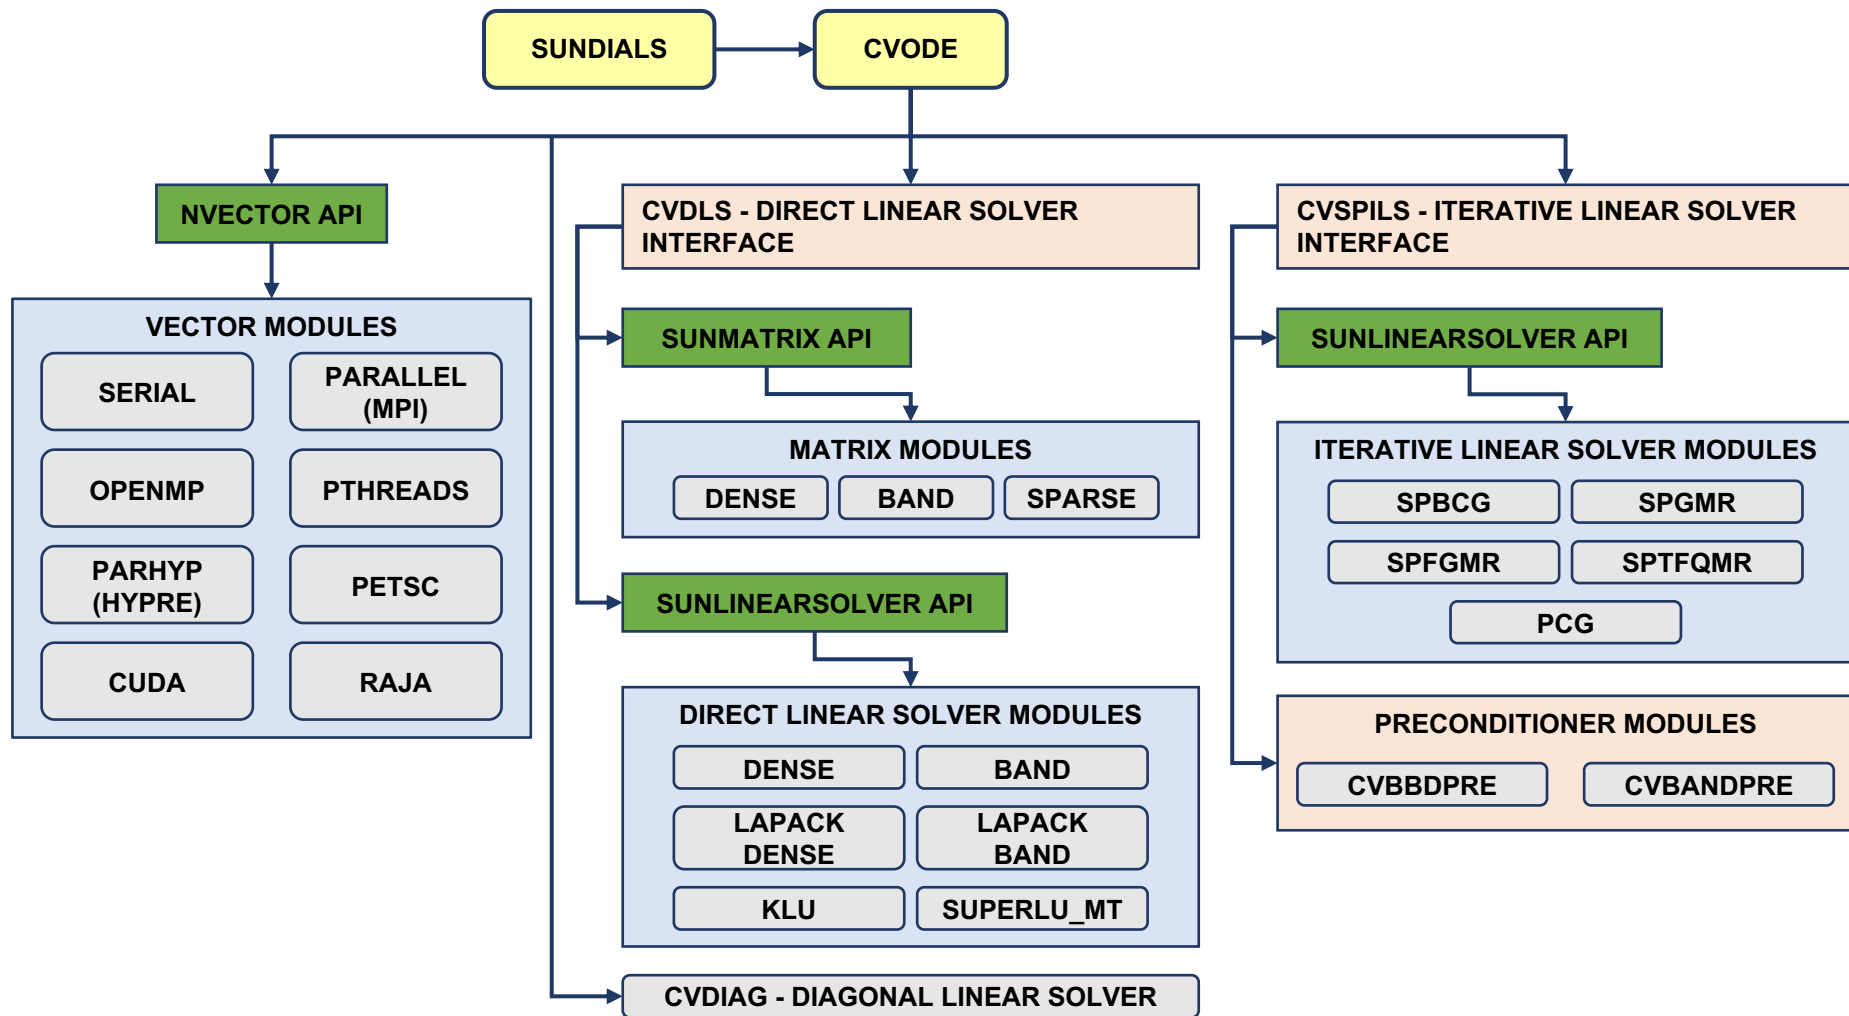 SUNDIALS
CVODE
NVECTOR API
VECTOR MODULES
SERIAL
PARALLEL
(MPI)
OPENMP
PTHREADS
PARHYP
(HYPRE)
PETSC
CUDA
RAJA
CVDLS - DIRECT LINEAR SOLVER
INTERFACE
SUNMATRIX API
MATRIX MODULES
DENSE
BAND
SPARSE
SUNLINEARSOLVER API
DIRECT LINEAR SOLVER MODULES
DENSE
BAND
LAPACK
DENSE
LAPACK
BAND
KLU
SUPERLU_MT
CVDIAG - DIAGONAL LINEAR SOLVER
CVSPILS - ITERATIVE LINEAR SOLVER
INTERFACE
SUNLINEARSOLVER API
ITERATIVE LINEAR SOLVER MODULES
SPBCG
SPGMR
SPFGMR
SPTFQMR
PCG
PRECONDITIONER MODULES
CVBBDPRE
CVBANDPRE